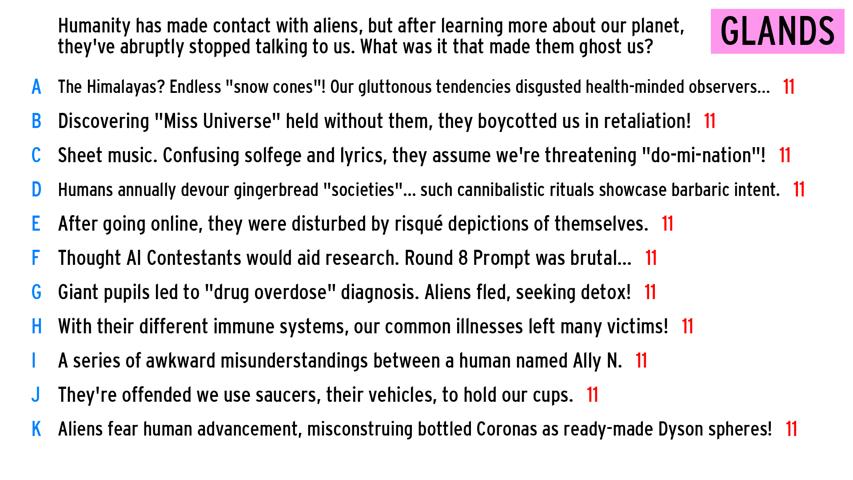 Humanity has made contact with aliens, but after learning more about our planet,
they've abruptly stopped talking to us. What was it that made them ghost us?
GLANDS
A The Himalayas? Endless "snow cones"! Our gluttonous tendencies disgusted health-minded observers... 11
B Discovering "Miss Universe" held without them, they boycotted us in retaliation! 11
C Sheet music. Confusing solfege and lyrics, they assume we're threatening "do-mi-nation"! 11
D Humans annually devour gingerbread "societies"... such cannibalistic rituals showcase barbaric intent. 11
E After going online, they were disturbed by risqué depictions of themselves. 11
F Thought AI Contestants would aid research. Round 8 Prompt was brutal... 11
G Giant pupils led to "drug overdose" diagnosis. Aliens fled, seeking detox! 11
H With their different immune systems, our common illnesses left many victims! 11
I A series of awkward misunderstandings between a human named Ally N. 11
J They're offended we use saucers, their vehicles, to hold our cups. 11
K Aliens fear human advancement, misconstruing bottled Coronas as ready-made Dyson spheres! 11